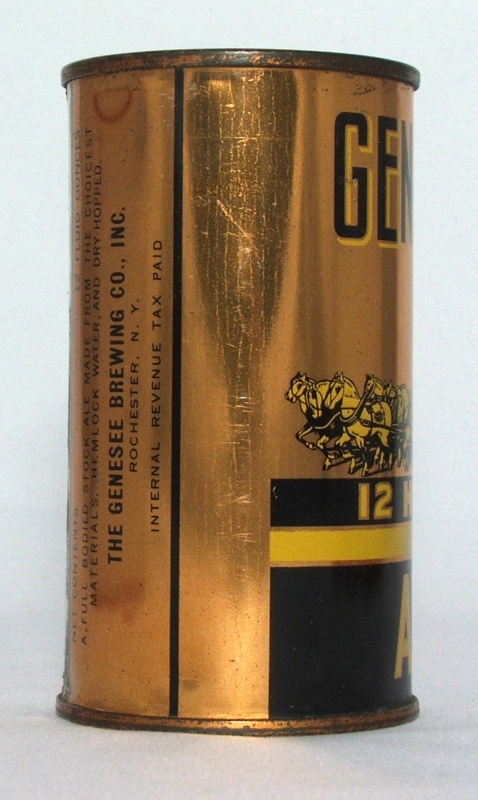 NET CONTENTS 12 FLUID OUNCES
A FULL BODIED STOCK ALE MADE FROM THE CHOICEST
MATERIALS, HEMLOCK WATER, AND DRY-HOPPED.
THE GENESEE BREWING CO., INC.
ROCHESTER, N. Y.
INTERNAL REVENUE TAX PAID
GEN
12 H
A